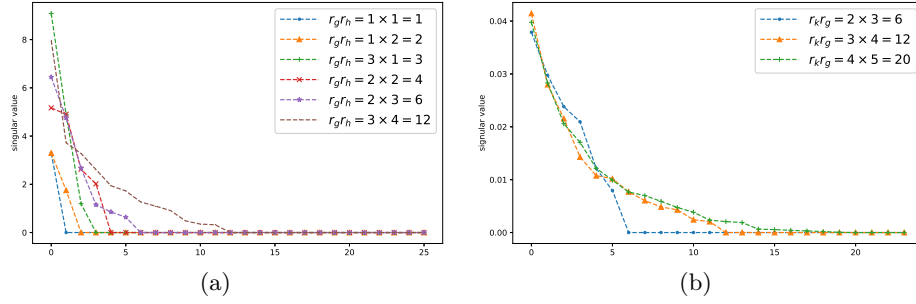 singular value
8
6
4
2
0
0 5 10 15 20 25
r_g r_h = 1 × 1 = 1
r_g r_h = 1 × 2 = 2
r_g r_h = 3 × 1 = 3
r_g r_h = 2 × 2 = 4
r_g r_h = 2 × 3 = 6
r_g r_h = 3 × 4 = 12
(a)
signular value
0.04
0.03
0.02
0.01
0.00
0 5 10 15 20
r_k r_g = 2 × 3 = 6
r_k r_g = 3 × 4 = 12
r_k r_g = 4 × 5 = 20
(b)